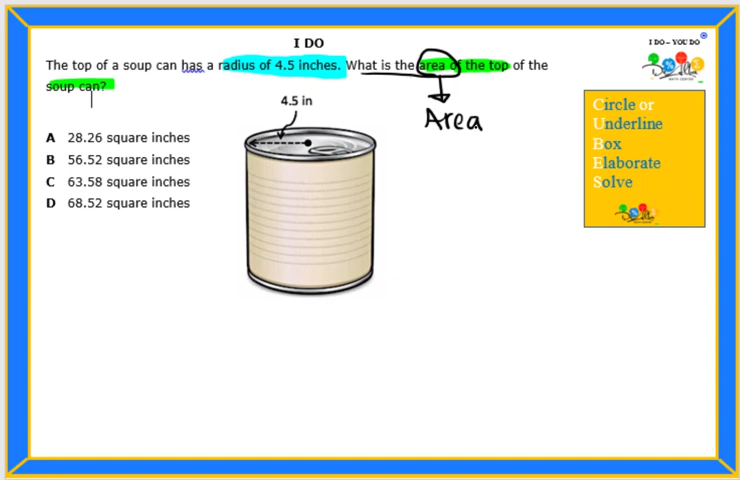 I DO
I DO – YOU DO
The top of a soup can has a radius of 4.5 inches. What is the area of the top of the
soup can?
4.5 in
Area
A 28.26 square inches
B 56.52 square inches
C 63.58 square inches
D 68.52 square inches
Circle or
Underline
Box
Elaborate
Solve